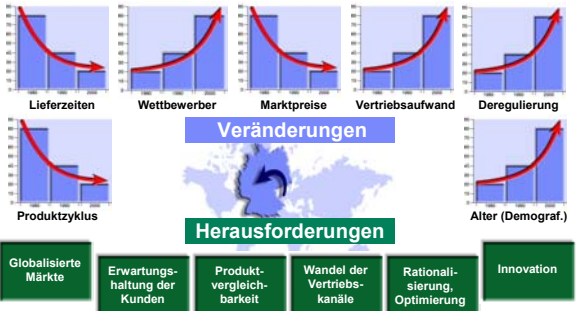 Lieferzeiten
Wettbewerber
Marktpreise
Vertriebsaufwand
Deregulierung
Veränderungen
Produktzyklus
Alter (Demograf.)
Herausforderungen
Globalisierte
Märkte
Erwartungs-
haltung der
Kunden
Produkt-
vergleich-
barkeit
Wandel der
Vertriebs-
kanäle
Rationali-
sierung,
Optimierung
Innovation